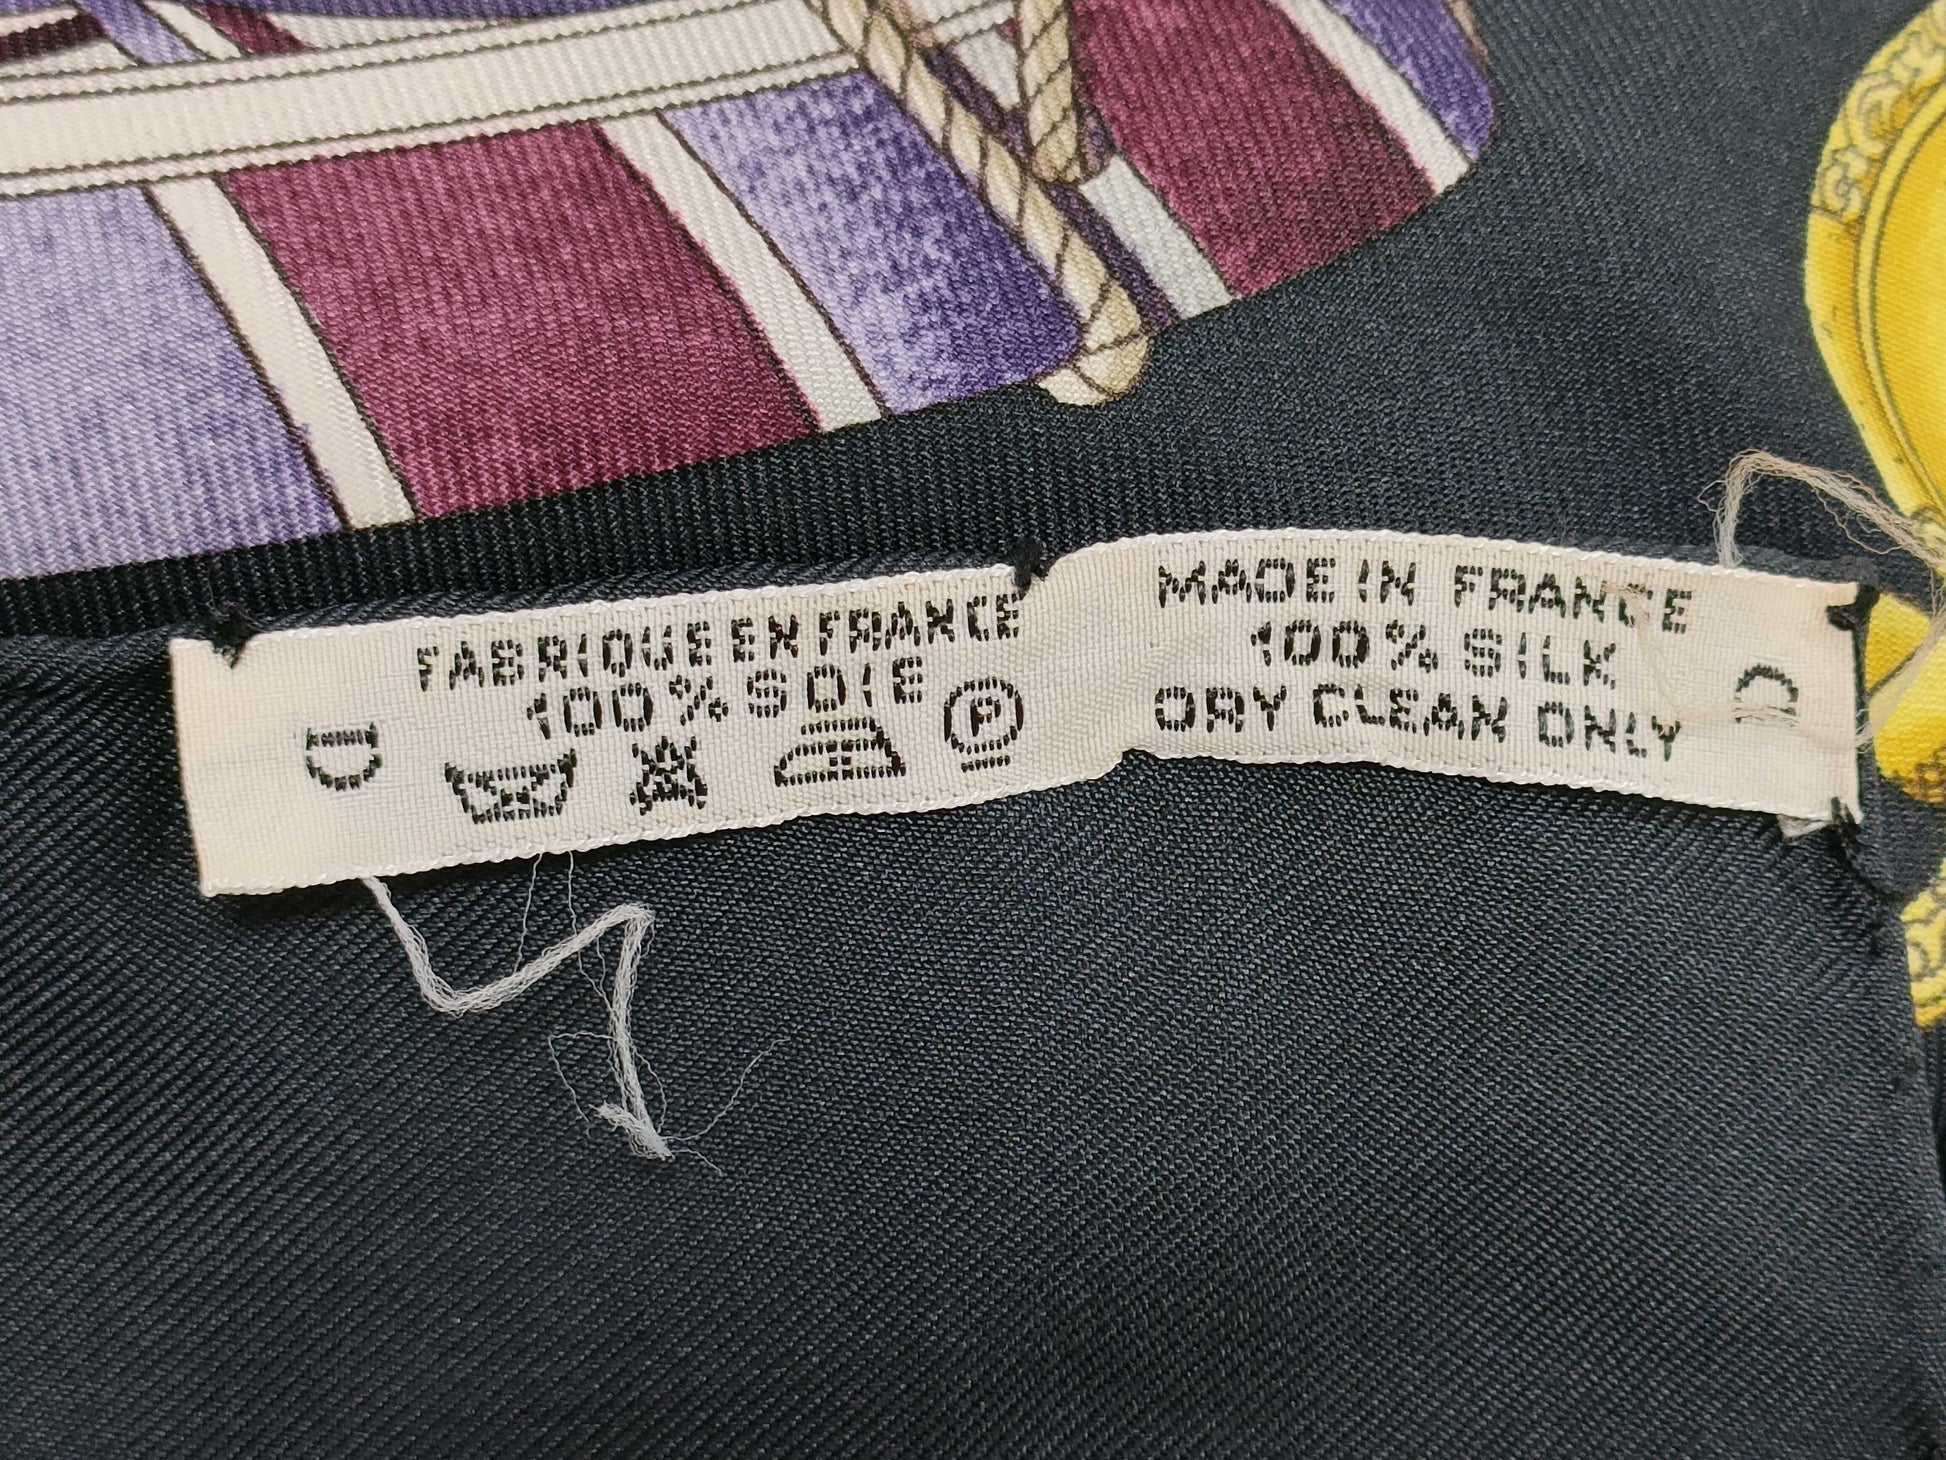 FABRIQUE EN FRANCE
100% SOIE
P
D
MADE IN FRANCE
100% SILK
DRY CLEAN ONLY
D